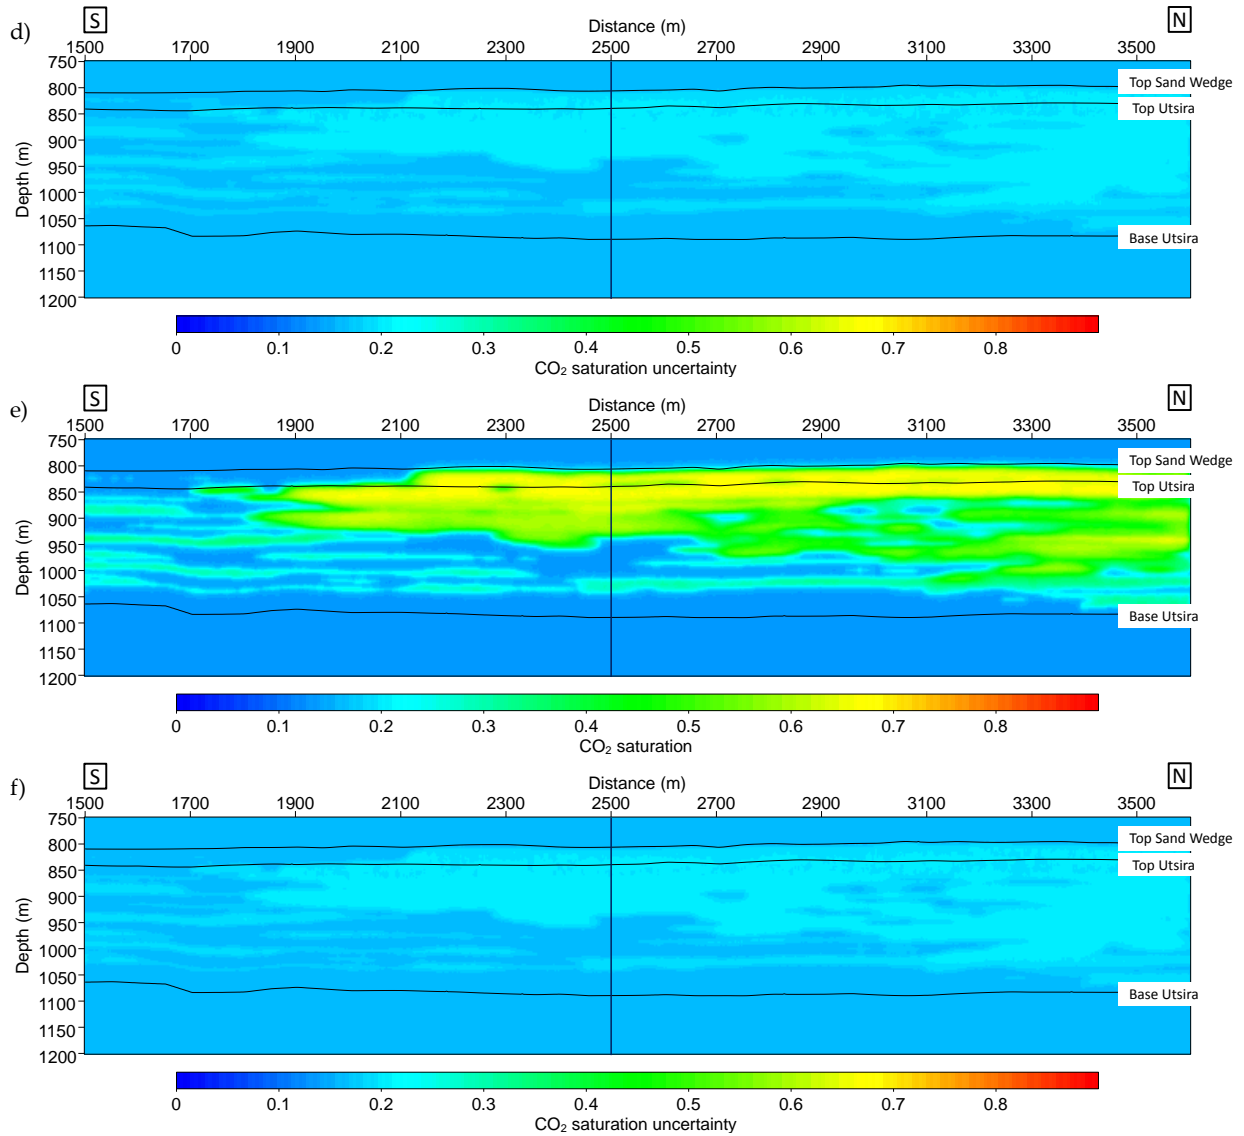 d)
S
Distance (m)
N
1500 1700 1900 2100 2300 2500 2700 2900 3100 3300 3500
750
800
850
900
950
1000
1050
1100
1150
1200
Depth (m)
Top Sand Wedge
Top Utsira
Base Utsira
0 0.1 0.2 0.3 0.4 0.5 0.6 0.7 0.8
CO₂ saturation uncertainty
e)
S
Distance (m)
N
1500 1700 1900 2100 2300 2500 2700 2900 3100 3300 3500
750
800
850
900
950
1000
1050
1100
1150
1200
Depth (m)
Top Sand Wedge
Top Utsira
Base Utsira
0 0.1 0.2 0.3 0.4 0.5 0.6 0.7 0.8
CO₂ saturation
f)
S
Distance (m)
N
1500 1700 1900 2100 2300 2500 2700 2900 3100 3300 3500
750
800
850
900
950
1000
1050
1100
1150
1200
Depth (m)
Top Sand Wedge
Top Utsira
Base Utsira
0 0.1 0.2 0.3 0.4 0.5 0.6 0.7 0.8
CO₂ saturation uncertainty